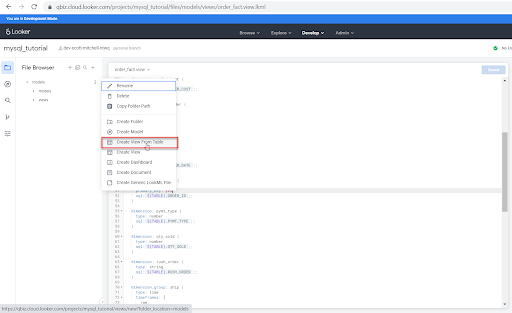 qbiz.cloud.looker.com/projects/mysql_tutorial/files/models/views/order_fact.view.lkml
You are in Development Mode.
Looker
Browse
Explore
Develop
Admin
mysql_tutorial
dev-scott-mitchell-mswq
personal branch
File Browser
order_fact.view
models
models
views
Rename
Delete
Copy Folder Path
Create Folder
Create Model
Create View From Table
Create View
Create Dashboard
Create Document
Create Generic LookML File
sql: ${TABLE}.ORDER_ID ;;
}
dimension: pymt_type {
type: number
sql: ${TABLE}.PYMT_TYPE ;;
}
dimension: qty_sold {
type: number
sql: ${TABLE}.QTY_SOLD ;;
}
dimension: rush_order {
type: string
sql: ${TABLE}.RUSH_ORDER ;;
}
dimension_group: ship {
type: time
timeframes: [
raw,
https://qbiz.cloud.looker.com/projects/mysql_tutorial/views/new?folder_location=models